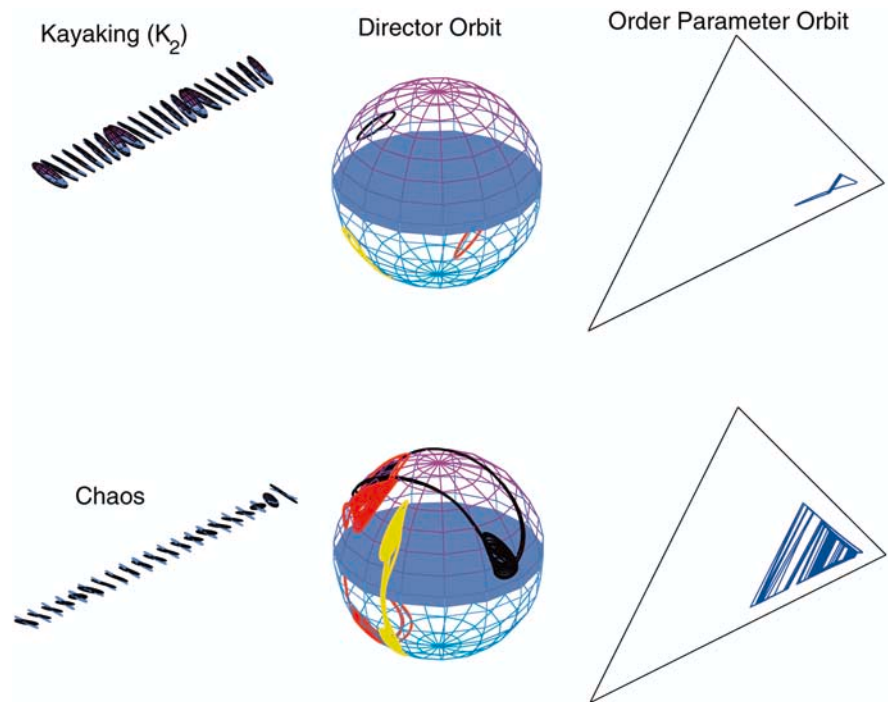 Kayaking (K2)
Director Orbit
Order Parameter Orbit
Chaos